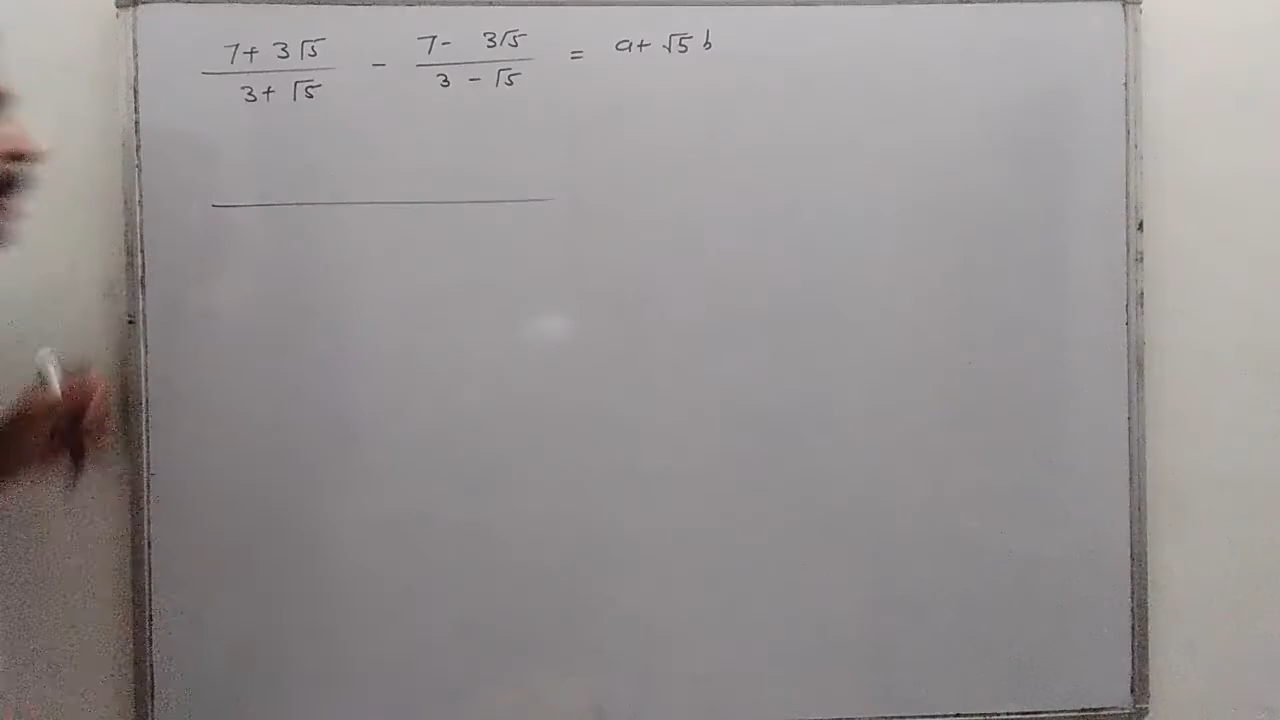 7+ 3√5 / 3+ √5 - 7- 3√5 / 3 - √5 = a+ √5 b